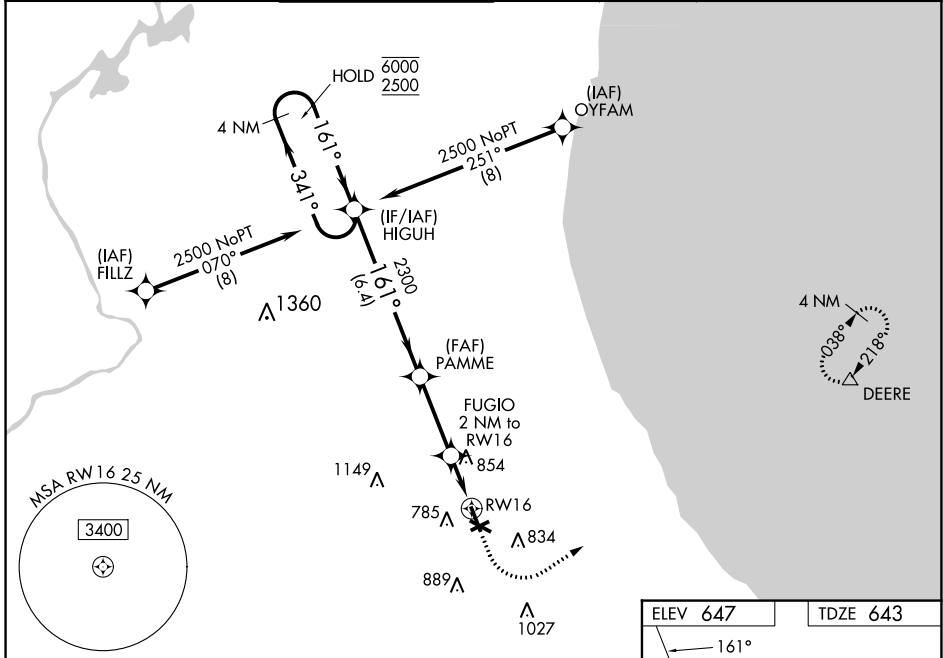 HOLD 6000
2500
4 NM
161°
341°
(IAF)
OYFAM
2500 NoPT
251°
(8)
(IF/IAF)
HIGUH
(IAF)
FILLZ
2500 NoPT
070°
(8)
1360
2300
161°
(6.4)
4 NM
038°
218°
DEERE
(FAF)
PAMME
FUGIO
2 NM to
RW16
854
1149
785
RW16
834
889
1027
MSA RW16 25 NM
3400
ELEV 647
TDZE 643
161°